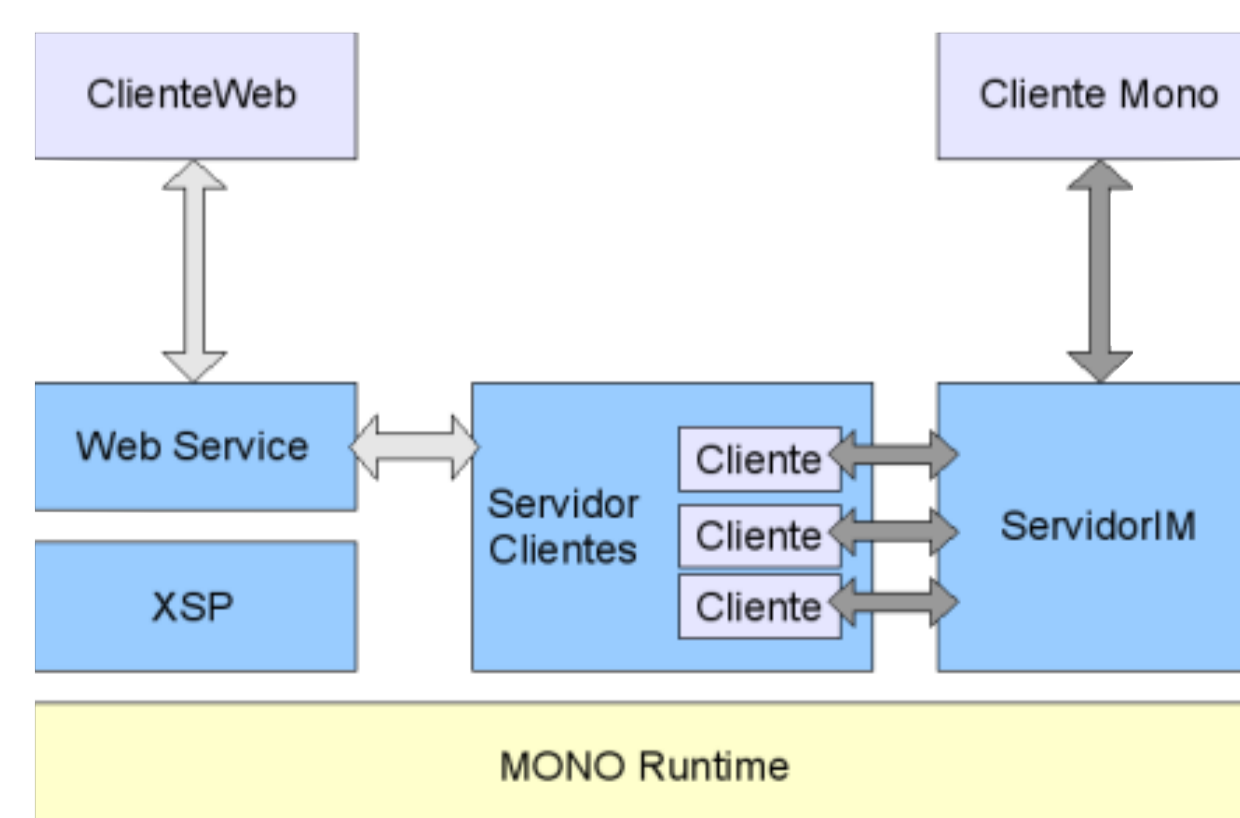 ClienteWeb
Cliente Mono
Web Service
XSP
Servidor
Clientes
Cliente
Cliente
Cliente
ServidorIM
MONO Runtime